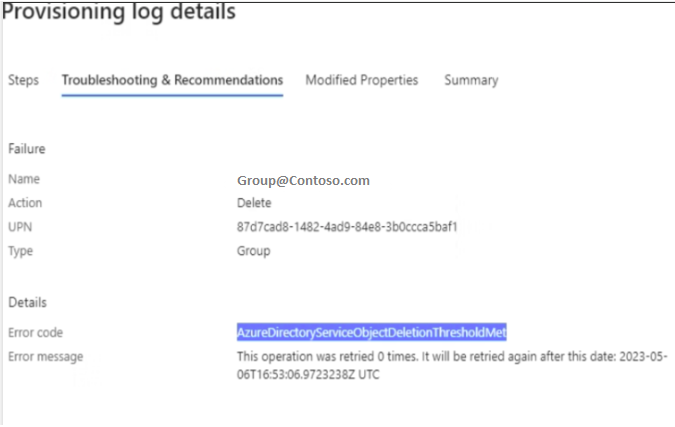 Provisioning log details
Steps Troubleshooting & Recommendations Modified Properties Summary
Failure
Name Group@Contoso.com
Action Delete
UPN 87d7cad8-1482-4ad9-84e8-3b0ccca5baf1
Type Group
Details
Error code AzureDirectoryServiceObjectDeletionThresholdMet
Error message This operation was retried 0 times. It will be retried again after this date: 2023-05-
06T16:53:06.9723238Z UTC